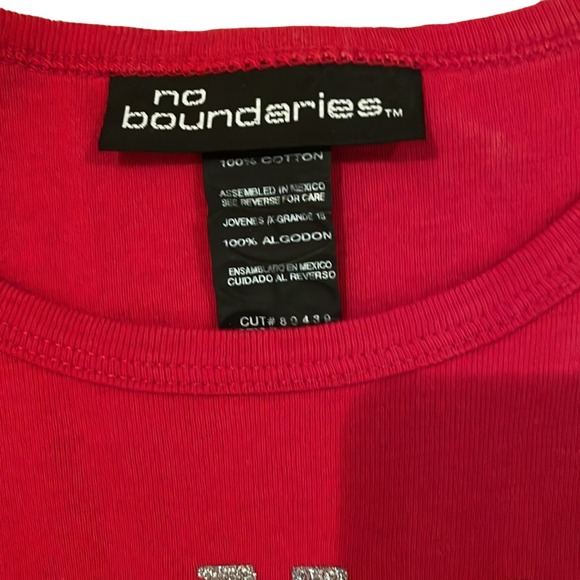 no
boundaries™
100% COTTON
ASSEMBLED IN MEXICO
SEE REVERSE FOR CARE
JOVENES /X-GRANDE
100% ALGODON
ENSAMBLADO EN MEXICO
CUIDADO AL REVERSO
CUT# 80439